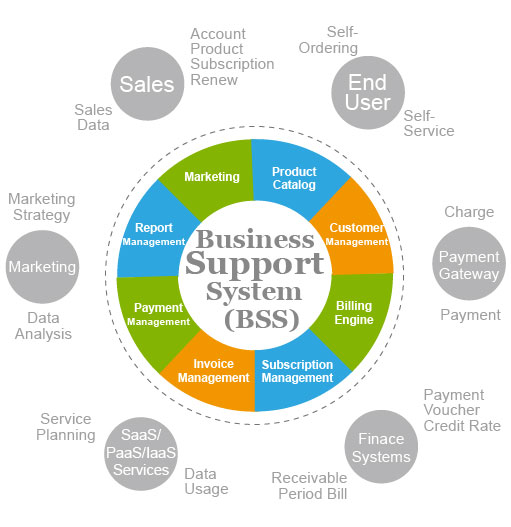 Account
Product
Subscription
Renew
Sales
Sales
Data
Self-
Ordering
End
User
Self-
Service
Marketing
Product
Catalog
Customer
Management
Billing
Engine
Subscription
Management
Invoice
Management
Payment
Management
Report
Management
Business
Support
System
(BSS)
Marketing
Strategy
Marketing
Data
Analysis
Charge
Payment
Gateway
Payment
Service
Planning
SaaS/
PaaS/IaaS
Services
Data
Usage
Payment
Voucher
Credit Rate
Finace
Systems
Receivable
Period Bill